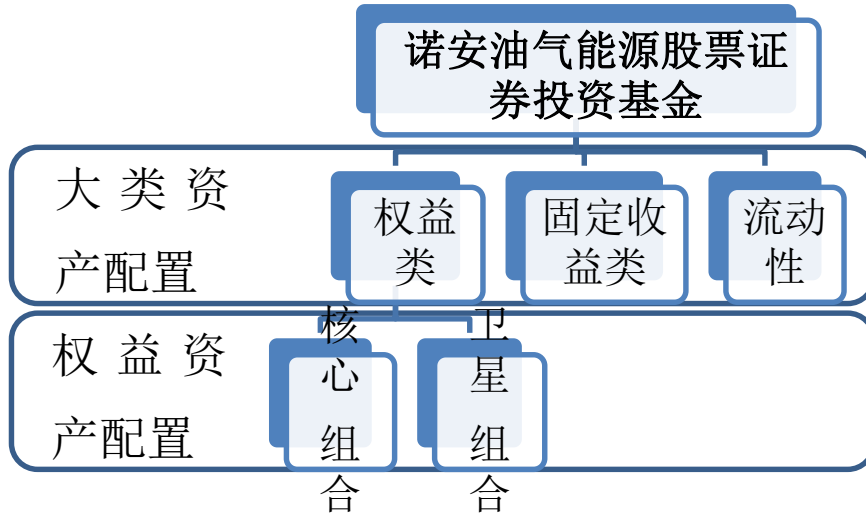 诺安油气能源股票证
券投资基金
大类资
产配置
权益
类
固定收
益类
流动
性
权益资
产配置
核
心
组
合
卫
星
组
合